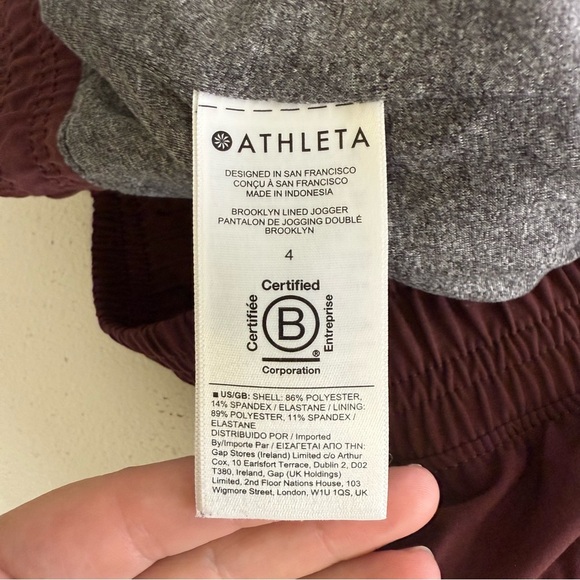 ATHLETA
DESIGNED IN SAN FRANCISCO
CONÇU À SAN FRANCISCO
MADE IN INDONESIA
BROOKLYN LINED JOGGER
PANTALON DE JOGGING DOUBLÉ
BROOKLYN
4
Certified
Certifiée
B
®
Entreprise
Corporation
■ US/GB: SHELL: 86% POLYESTER,
14% SPANDEX / ELASTANE / LINING:
89% POLYESTER, 11% SPANDEX /
ELASTANE
DISTRIBUIDO POR / Imported
By/Importe Par / ΕΙΣΑΓΕΤΑΙ ΑΠΟ ΤΗΝ:
Gap Stores (Ireland) Limited c/o Arthur
Cox, 10 Earlsfort Terrace, Dublin 2, D02
T380, Ireland, Gap (UK Holdings)
Limited, 2nd Floor Nations House, 103
Wigmore Street, London, W1U 1QS, UK